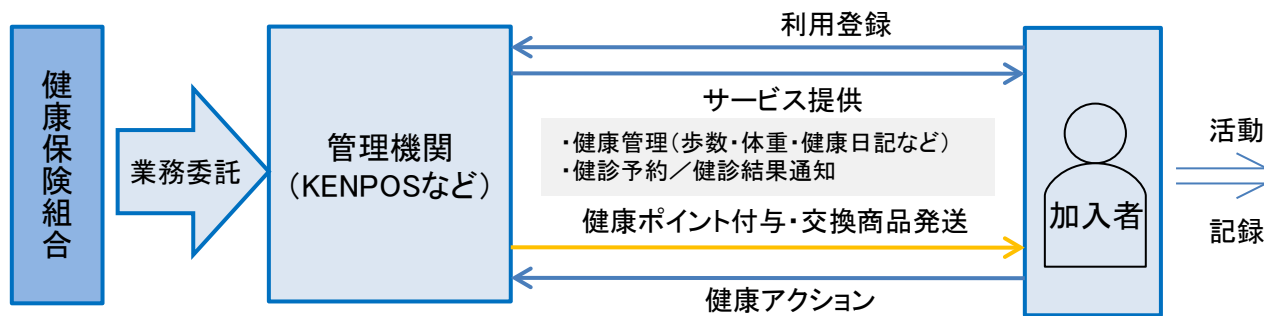 健康保険組合
業務委託
管理機関
（KENPOSなど）
利用登録
サービス提供
・健康管理（歩数・体重・健康日記など）
・健診予約／健診結果通知
健康ポイント付与・交換商品発送
健康アクション
加入者
活動
記録